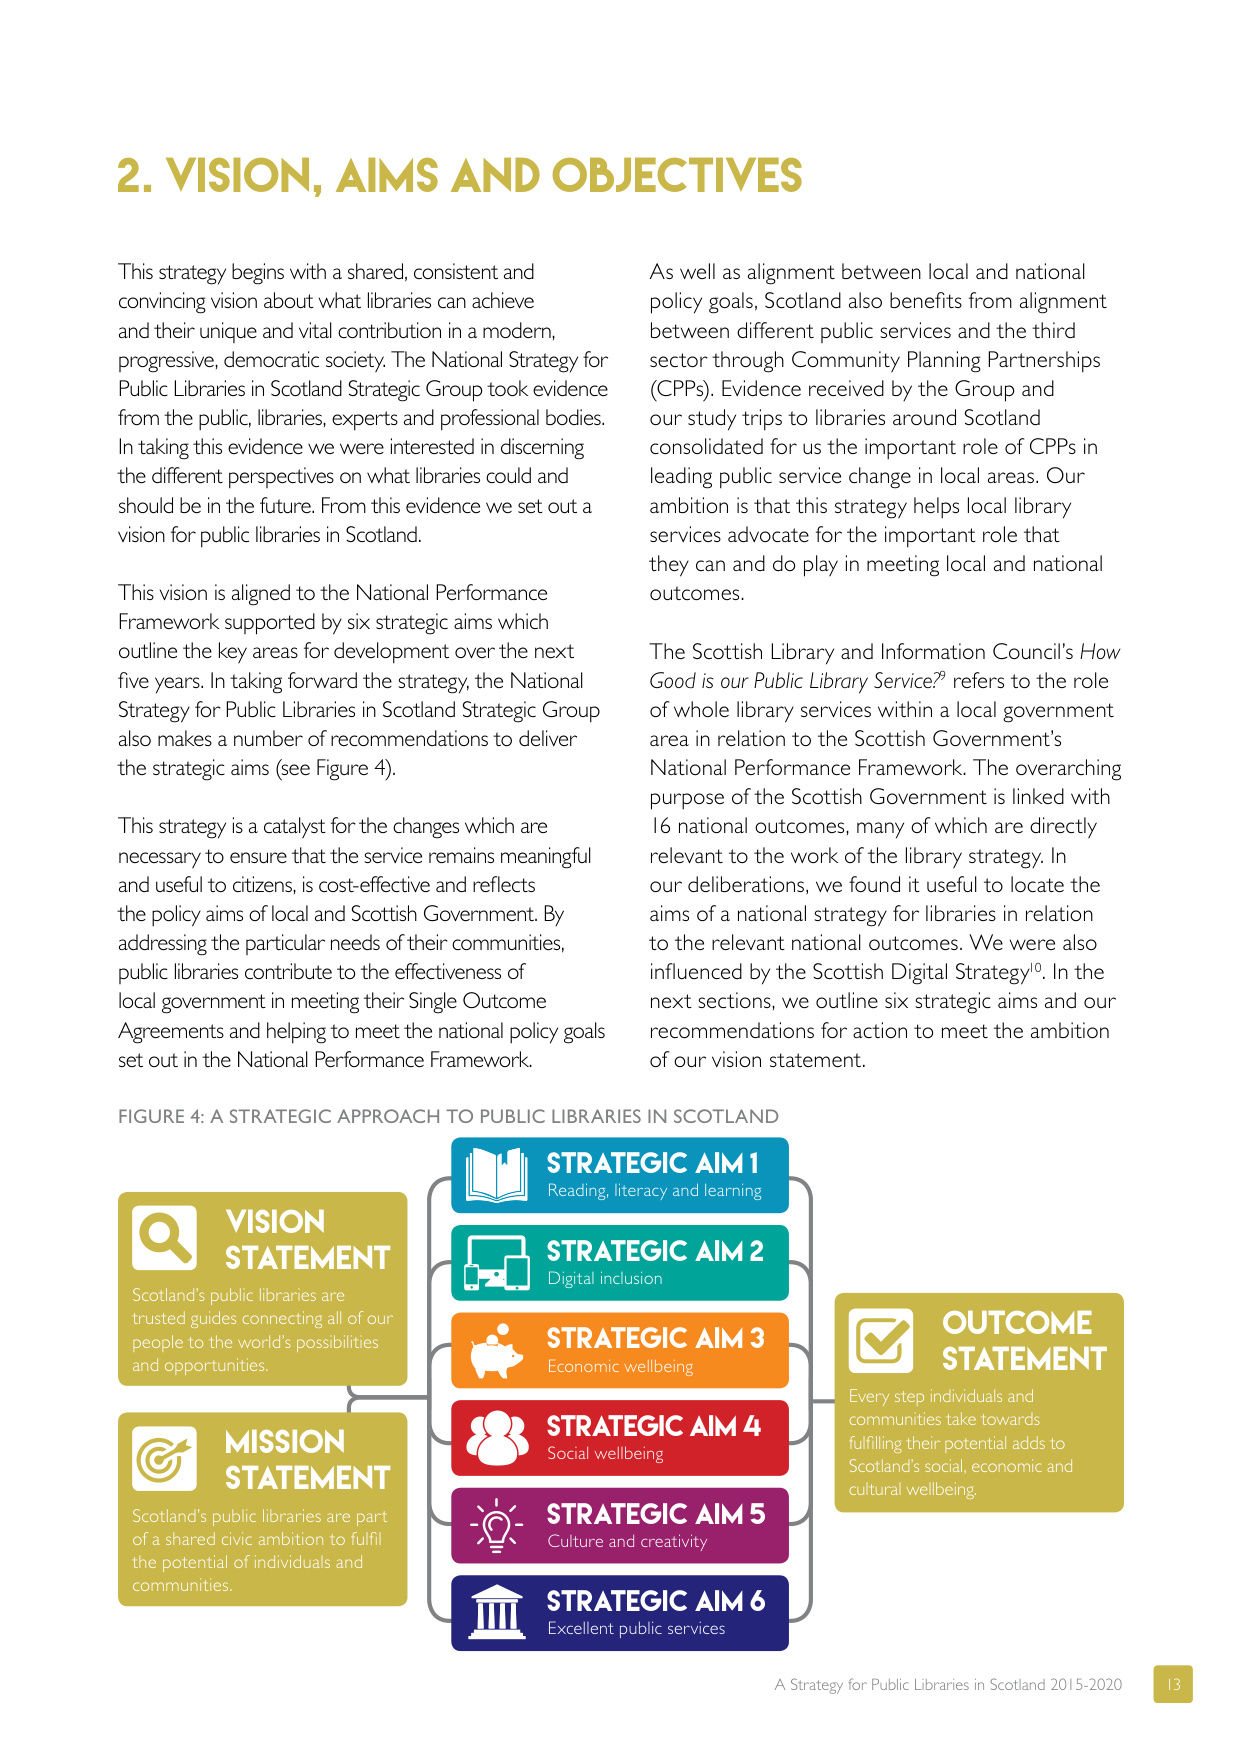 2. VISION, AIMS AND OBJECTIVES
This strategy begins with a shared, consistent and
convincing vision about what libraries can achieve
and their unique and vital contribution in a modern,
progressive, democratic society. The National Strategy for
Public Libraries in Scotland Strategic Group took evidence
from the public, libraries, experts and professional bodies.
In taking this evidence we were interested in discerning
the different perspectives on what libraries could and
should be in the future. From this evidence we set out a
vision for public libraries in Scotland.
This vision is aligned to the National Performance
Framework supported by six strategic aims which
outline the key areas for development over the next
five years. In taking forward the strategy, the National
Strategy for Public Libraries in Scotland Strategic Group
also makes a number of recommendations to deliver
the strategic aims (see Figure 4).
This strategy is a catalyst for the changes which are
necessary to ensure that the service remains meaningful
and useful to citizens, is cost-effective and reflects
the policy aims of local and Scottish Government. By
addressing the particular needs of their communities,
public libraries contribute to the effectiveness of
local government in meeting their Single Outcome
Agreements and helping to meet the national policy goals
set out in the National Performance Framework.
As well as alignment between local and national
policy goals, Scotland also benefits from alignment
between different public services and the third
sector through Community Planning Partnerships
(CPPs). Evidence received by the Group and
our study trips to libraries around Scotland
consolidated for us the important role of CPPs in
leading public service change in local areas. Our
ambition is that this strategy helps local library
services advocate for the important role that
they can and do play in meeting local and national
outcomes.
The Scottish Library and Information Council's How
Good is our Public Library Service?9 refers to the role
of whole library services within a local government
area in relation to the Scottish Government's
National Performance Framework. The overarching
purpose of the Scottish Government is linked with
16 national outcomes, many of which are directly
relevant to the work of the library strategy. In
our deliberations, we found it useful to locate the
aims of a national strategy for libraries in relation
to the relevant national outcomes. We were also
influenced by the Scottish Digital Strategy10. In the
next sections, we outline six strategic aims and our
recommendations for action to meet the ambition
of our vision statement.
FIGURE 4: A STRATEGIC APPROACH TO PUBLIC LIBRARIES IN SCOTLAND
VISION
STATEMENT
Scotland's public libraries are
trusted guides connecting all of our
people to the world's possibilities
and opportunities.
MISSION
STATEMENT
Scotland's public libraries are part
of a shared civic ambition to fulfil
the potential of individuals and
communities.
STRATEGIC AIM 1
Reading, literacy and learning
STRATEGIC AIM 2
Digital inclusion
STRATEGIC AIM 3
Economic wellbeing
STRATEGIC AIM 4
Social wellbeing
STRATEGIC AIM 5
Culture and creativity
STRATEGIC AIM 6
Excellent public services
OUTCOME
STATEMENT
Every step individuals and
communities take towards
fulfilling their potential adds to
Scotland's social, economic and
cultural wellbeing.
A Strategy for Public Libraries in Scotland 2015-2020
13